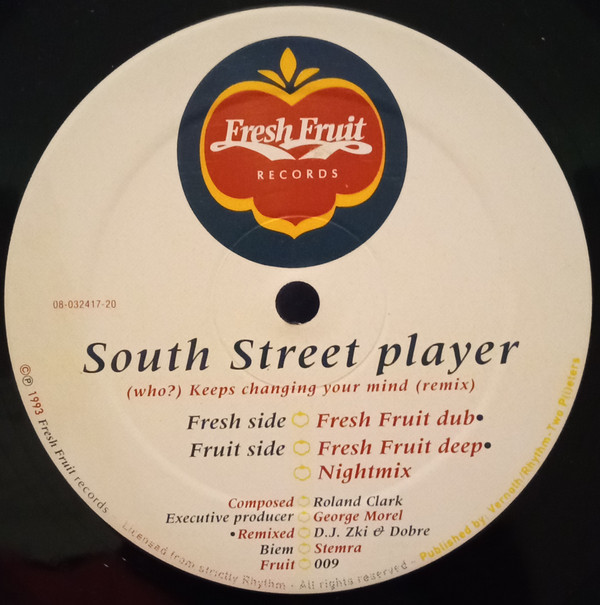 Fresh Fruit
RECORDS
08-032417-20
South Street player
(who?) Keeps changing your mind (remix)
Fresh side Fresh Fruit dub•
Fruit side Fresh Fruit deep•
Nightmix
Composed Roland Clark
Executive producer George Morel
•Remixed D.J. Zki & Dobre
Biem Stemra
Fruit 009
©℗ 1993 Fresh Fruit records
Licensed from strictly Rhythm - All rights reserved - Published by: Vernath/Rhythm-Two Pilieters